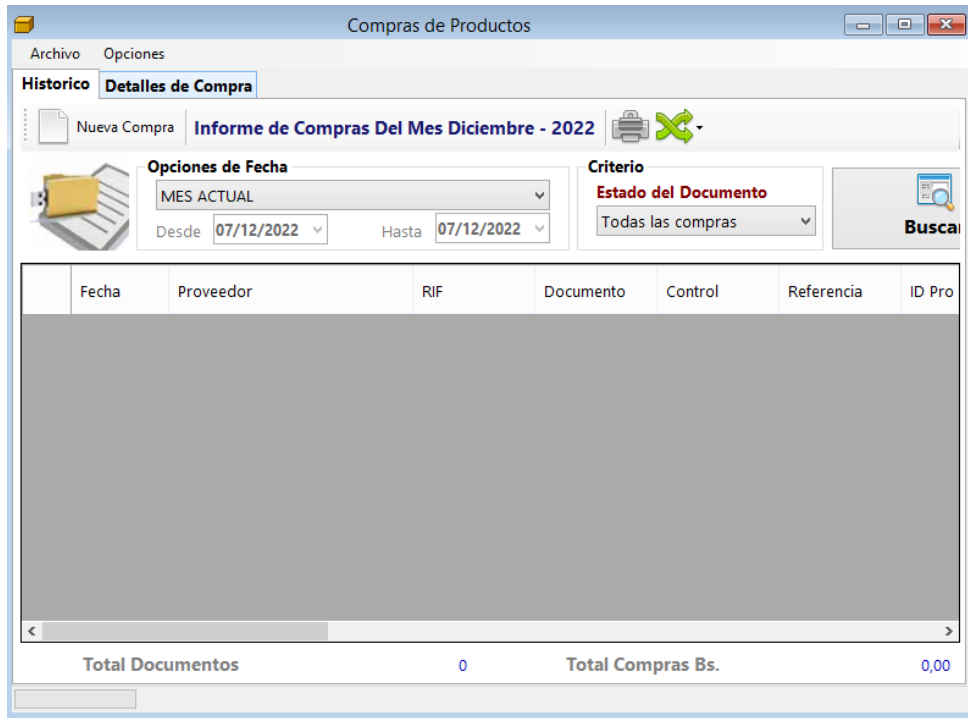 Compras de Productos
Archivo Opciones
Historico Detalles de Compra
Nueva Compra Informe de Compras Del Mes Diciembre - 2022
Opciones de Fecha Criterio
MES ACTUAL Estado del Documento
Desde 07/12/2022 Hasta 07/12/2022 Todas las compras Buscar
Fecha Proveedor RIF Documento Control Referencia ID Pro
Total Documentos 0 Total Compras Bs. 0,00